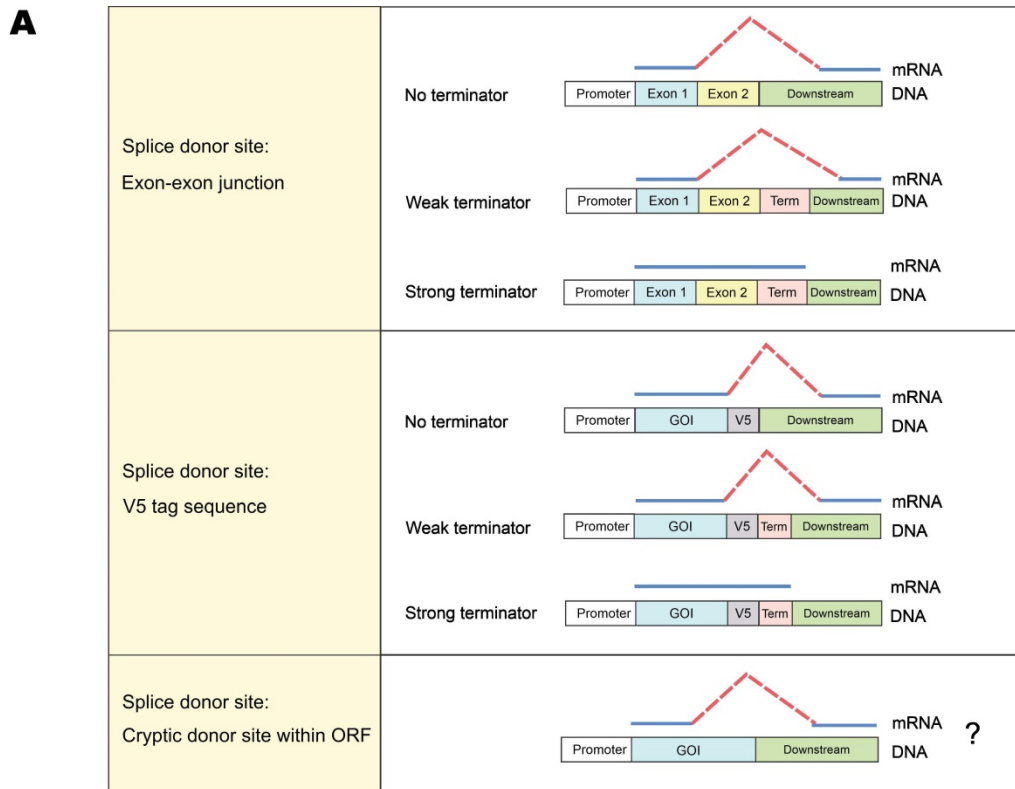 A
Splice donor site:
Exon-exon junction
No terminator
mRNA
Promoter Exon 1 Exon 2 Downstream DNA
Weak terminator
mRNA
Promoter Exon 1 Exon 2 Term Downstream DNA
Strong terminator
mRNA
Promoter Exon 1 Exon 2 Term Downstream DNA
Splice donor site:
V5 tag sequence
No terminator
mRNA
Promoter GOI V5 Downstream DNA
Weak terminator
mRNA
Promoter GOI V5 Term Downstream DNA
Strong terminator
mRNA
Promoter GOI V5 Term Downstream DNA
Splice donor site:
Cryptic donor site within ORF
mRNA ?
Promoter GOI Downstream DNA